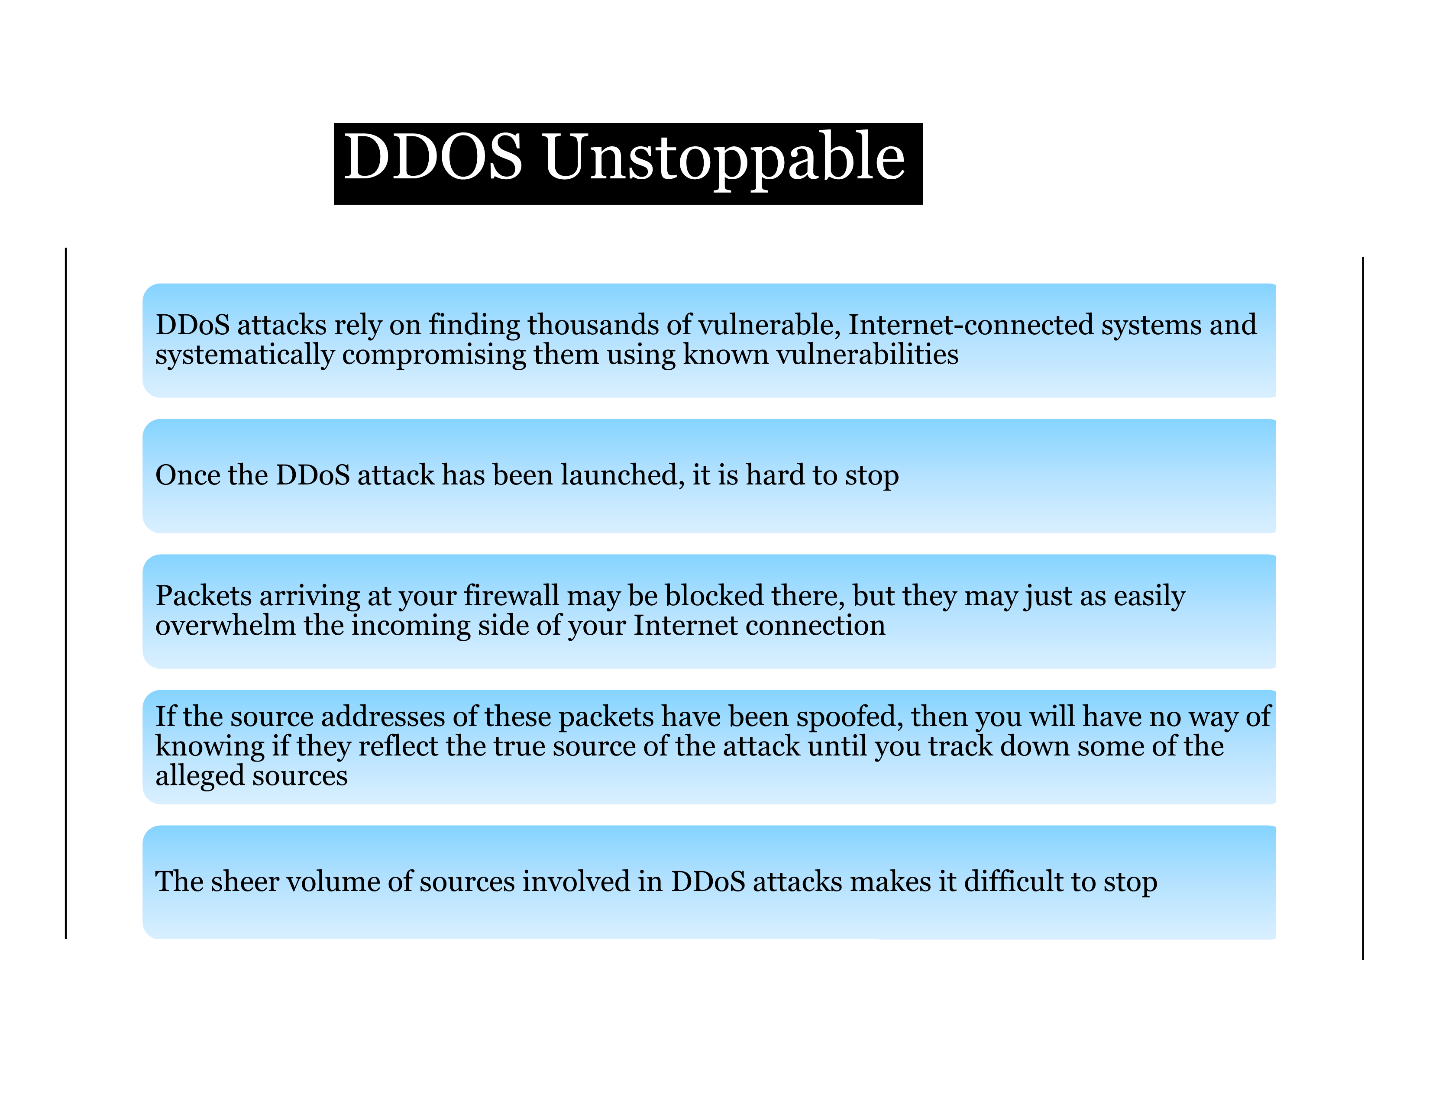 DDOS Unstoppable
DDoS attacks rely on finding thousands of vulnerable, Internet-connected systems and
systematically compromising them using known vulnerabilities
Once the DDoS attack has been launched, it is hard to stop
Packets arriving at your firewall may be blocked there, but they may just as easily
overwhelm the incoming side of your Internet connection
If the source addresses of these packets have been spoofed, then you will have no way of
knowing if they reflect the true source of the attack until you track down some of the
alleged sources
The sheer volume of sources involved in DDoS attacks makes it difficult to stop